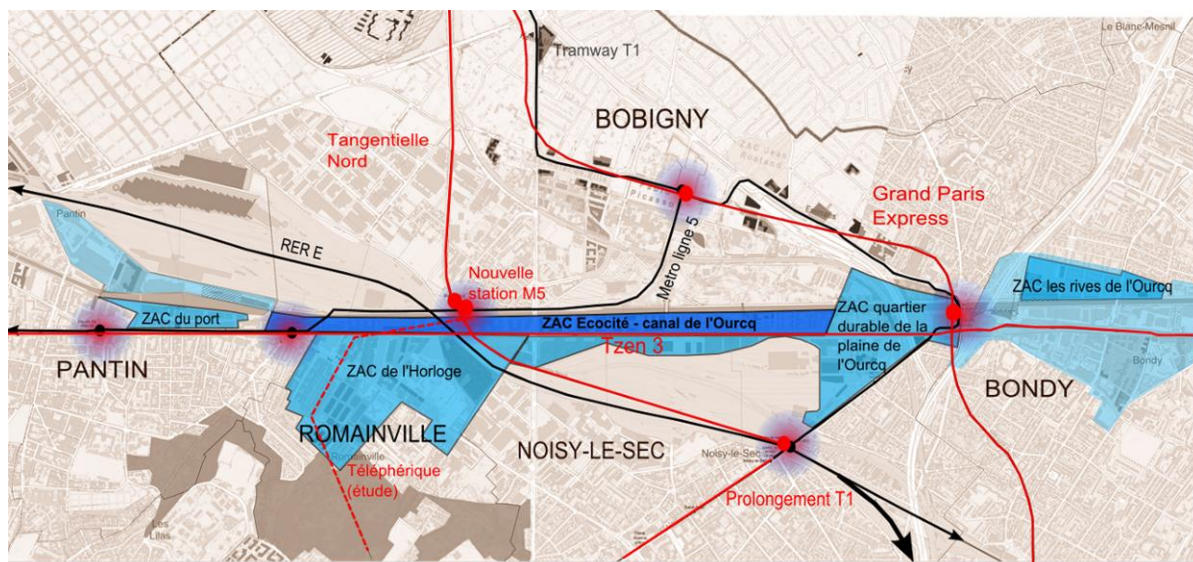 Le Blanc-Mesnil
Tramway T1
BOBIGNY
Tangentielle
Nord
ZAC Jean
Rostand
Picasso
Grand Paris
Express
Pantin
RER E
Metro ligne 5
Nouvelle
station M5
ZAC les rives de l'Ourcq
ZAC du port
ZAC Ecocité - canal de l'Ourcq
ZAC quartier
durable de la
plaine de
l'Ourcq
Tzen 3
PANTIN
ZAC de l'Horloge
Bondy
BONDY
ROMAINVILLE
Romainville
NOISY-LE-SEC
Noisy-le-Sec
Téléphérique
(étude)
Prolongement T1
Les
Lilas